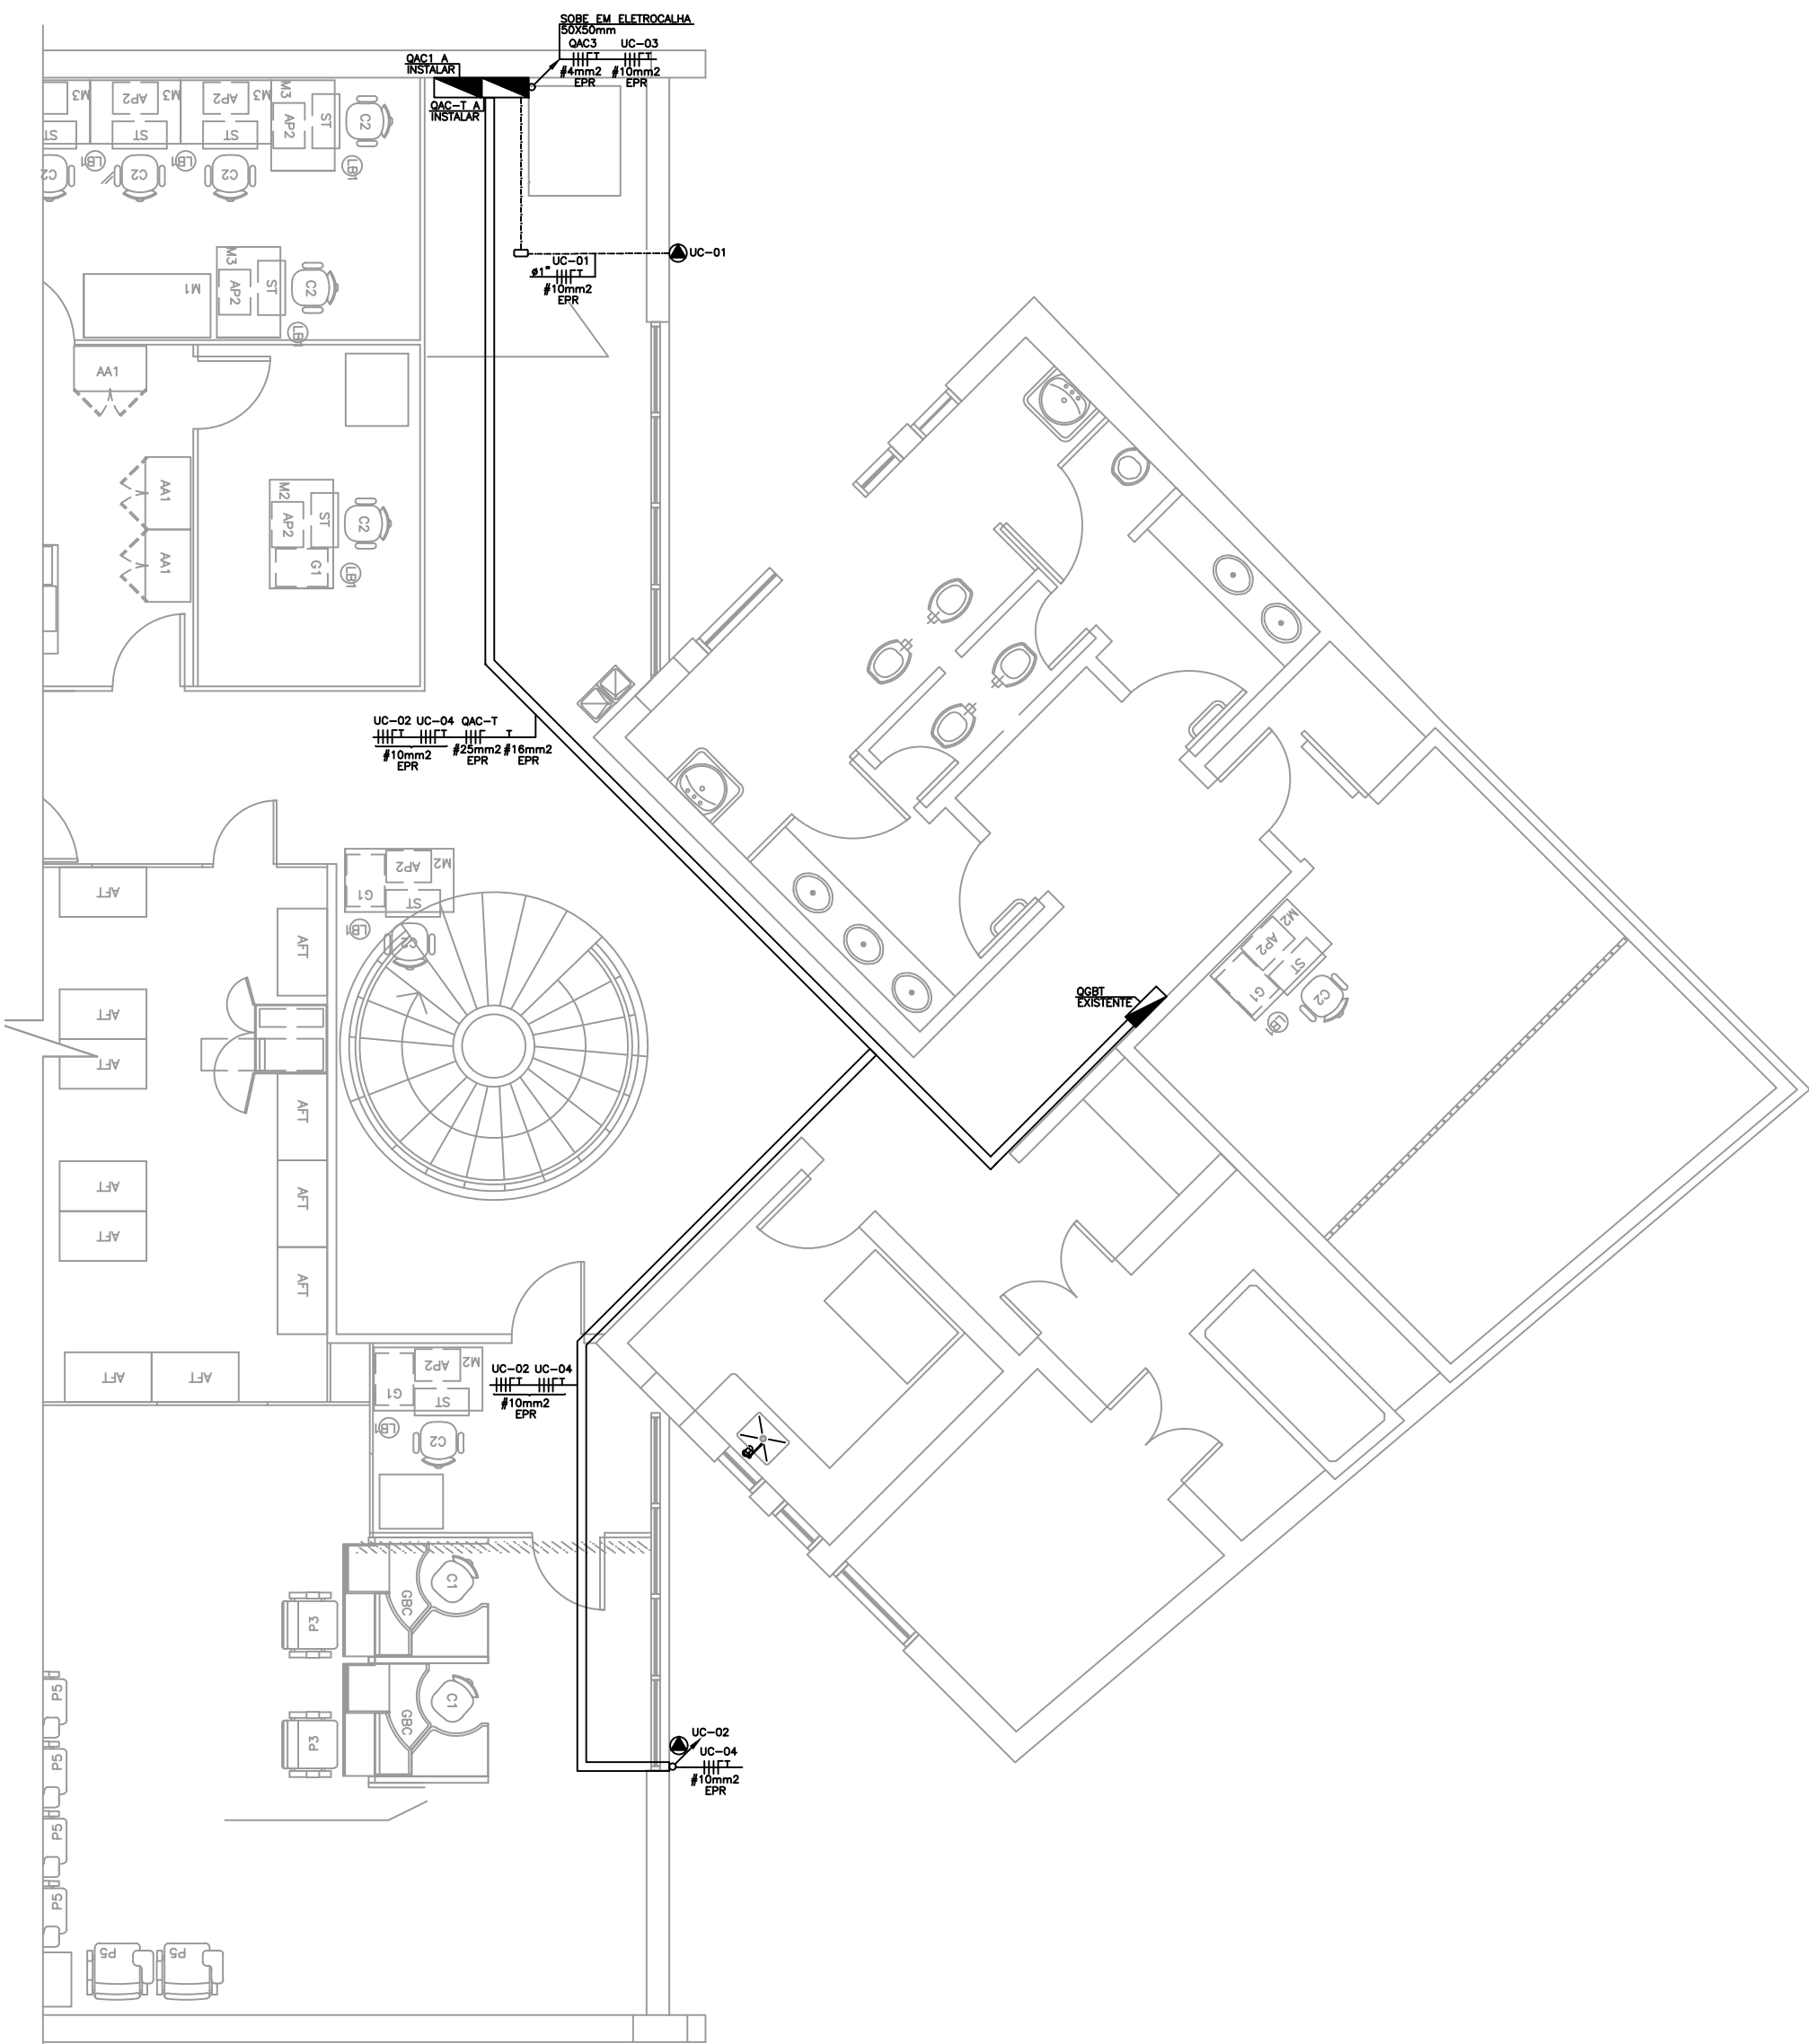 SOBE EM ELETROCALHA
50X50mm
QAC3 UC-03
#4mm2 #10mm2
EPR EPR
QAC1 A
INSTALAR
QAC-T A
INSTALAR
M3 M3 M3 M3
AP2 AP2 AP2
ST ST ST ST
C2 C2 C2 C2
LB1 LB1 LB1
UC-01
UC-01
ø1"
#10mm2
EPR
M3
AP2
ST
C2
LB1
M1
AA1
AA1
AA1
M2
AP2
ST
C2
G1
LB1
UC-02 UC-04 QAC-T
#10mm2 #25mm2 #16mm2
EPR EPR EPR
M2
AP2
G1
ST
LB1
C2
AFT
AFT
AFT
AFT
AFT
AFT
AFT
AFT
AFT
AFT
AFT
M2
AP2
ST
G1
C2
LB1
QGBT
EXISTENTE
UC-02 UC-04
#10mm2
EPR
M2
AP2
G1
ST
LB1
C2
C1
GBC
P3
C1
GBC
P3
UC-02
UC-04
#10mm2
EPR
P5
P5
P5
P5
P5 P5